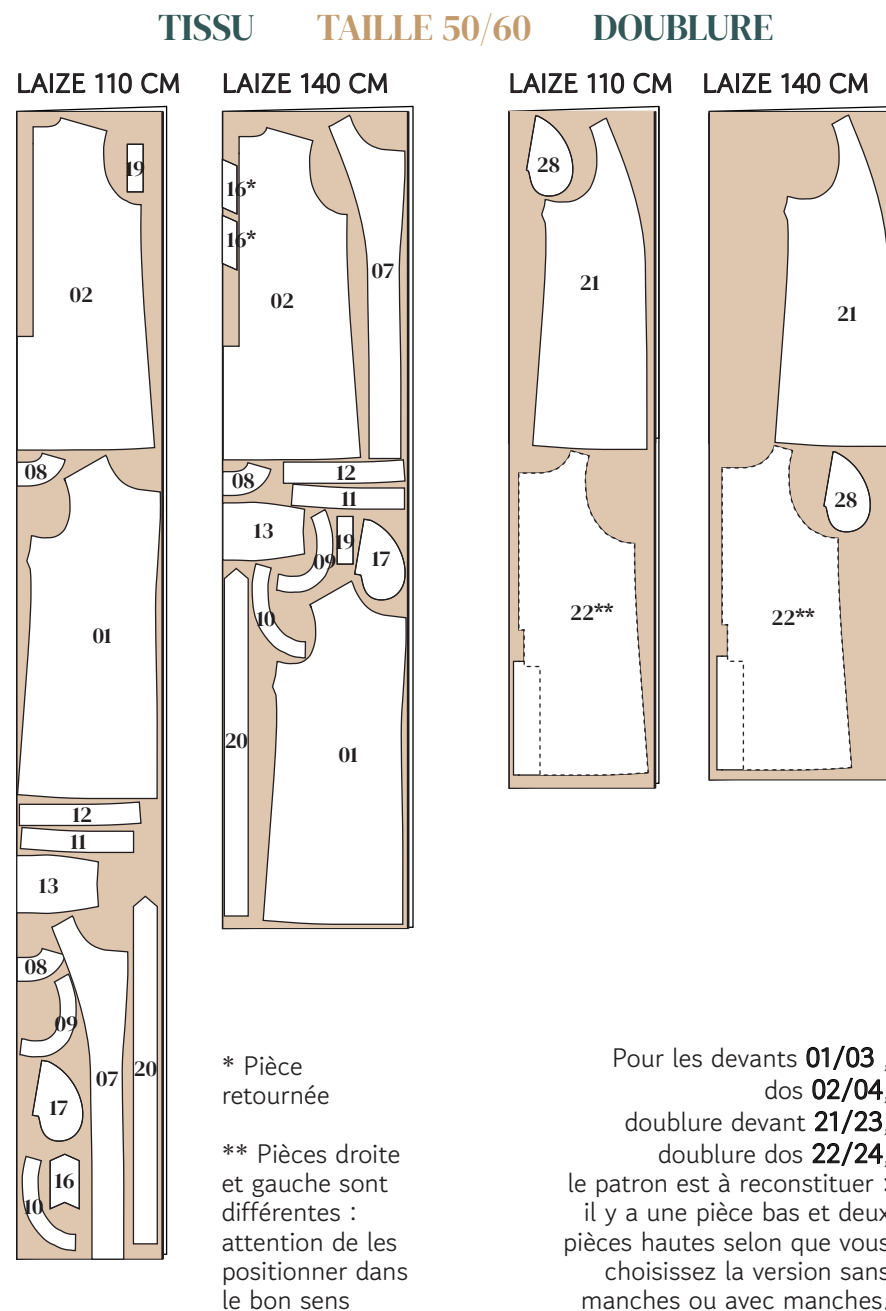 TISSU TAILLE 50/60 DOUBLURE
LAIZE 110 CM LAIZE 140 CM LAIZE 110 CM LAIZE 140 CM
19
02
08
01
12
11
13
08
09
07
20
17
16
10
16*
16*
07
02
12
08
11
13
19
09
17
10
20
01
28
21
22**
21
28
22**
* Pièce
retournée
** Pièces droite
et gauche sont
différentes :
attention de les
positionner dans
le bon sens
Pour les devants 01/03 ,
dos 02/04,
doublure devant 21/23,
doublure dos 22/24,
le patron est à reconstituer :
il y a une pièce bas et deux
pièces hautes selon que vous
choisissez la version sans
manches ou avec manches.